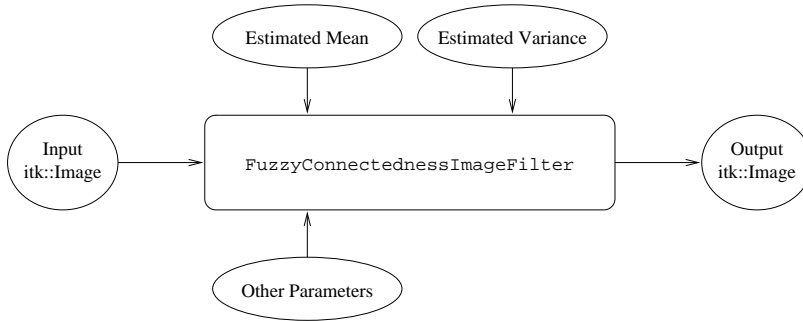 Estimated Mean
Estimated Variance
Input
itk::Image
FuzzyConnectednessImageFilter
Output
itk::Image
Other Parameters